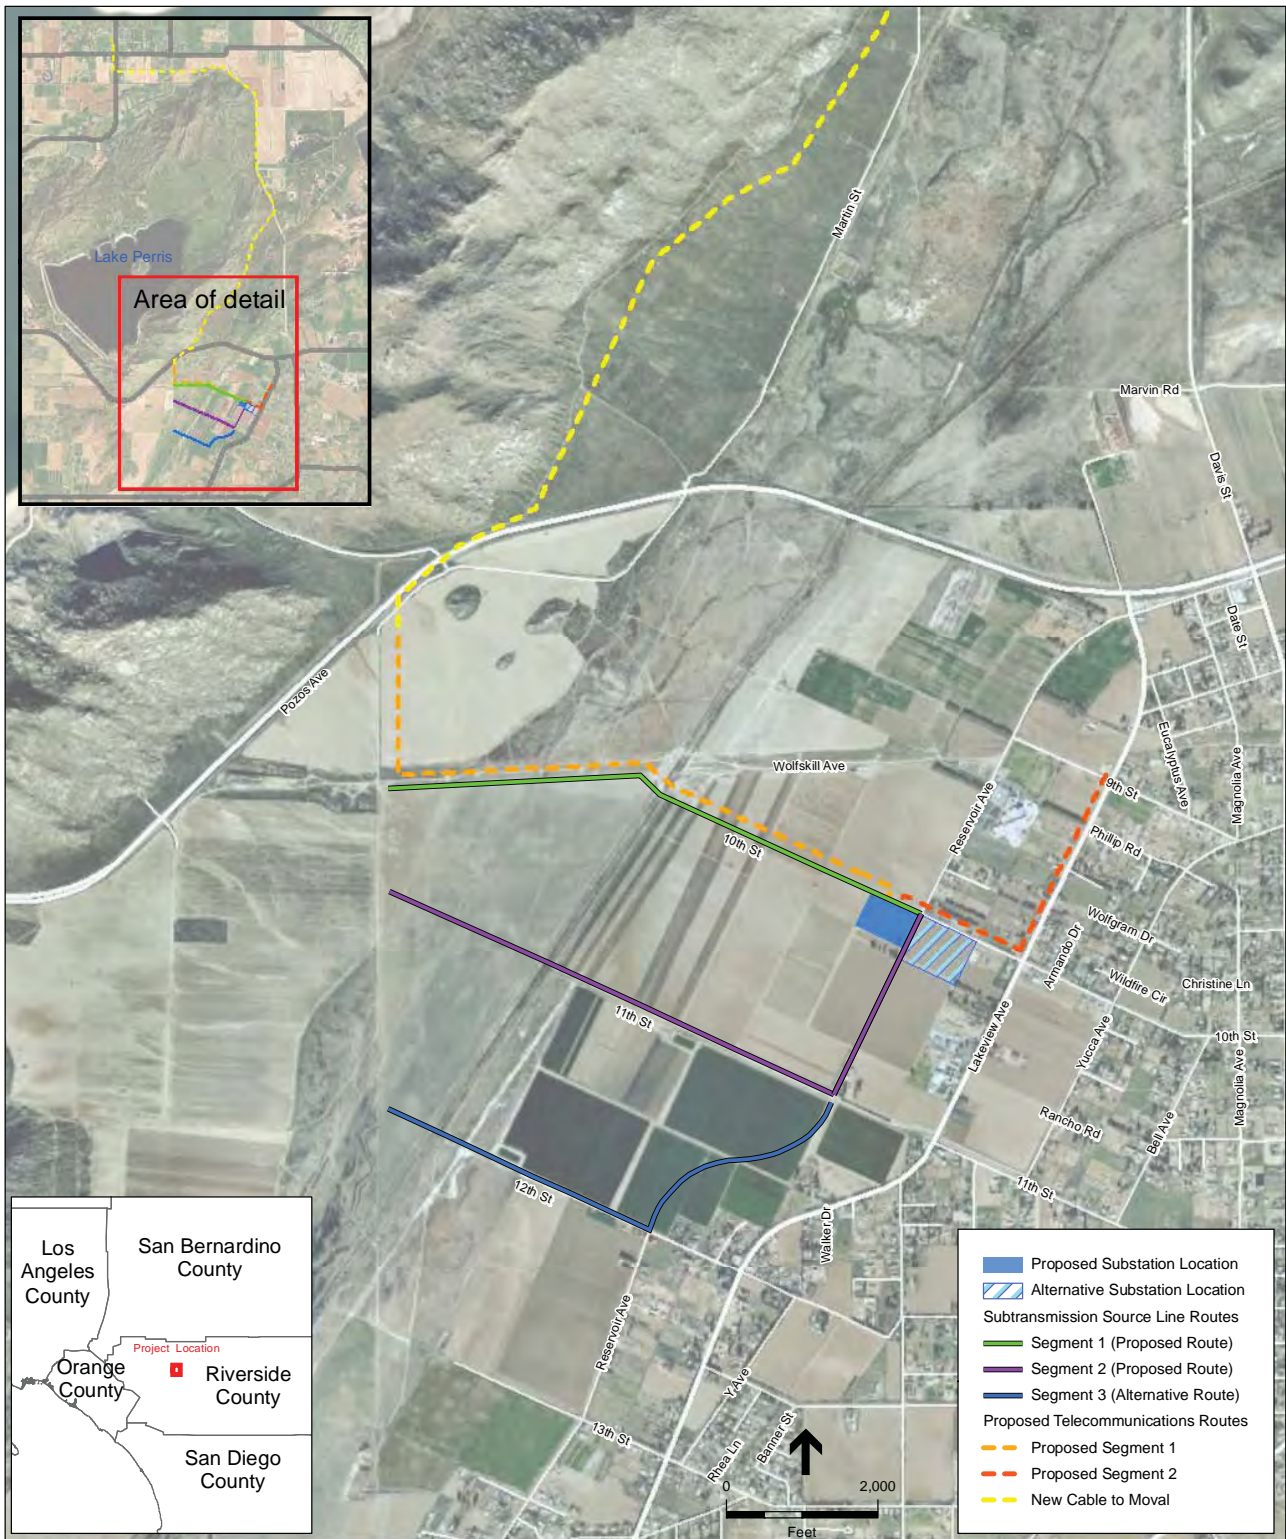 Lake Perris
Area of detail
Martin St
Marvin Rd
Davis St
Date St
Pozos Ave
Eucalyptus Ave
Magnolia Ave
Wolfskill Ave
9th St
Reservoir Ave
Phillip Rd
10th St
Wolfgram Dr
Armando Dr
Wildfire Cir
Christine Ln
11th St
Lakeview Ave
Yucca Ave
10th St
Magnolia Ave
Rancho Rd
Bell Ave
12th St
11th St
Walker Dr
Reservoir Ave
Y Ave
13th St
Rhea Ln
Banner St
0
2,000
Feet
Los
Angeles
County
San Bernardino
County
Project Location
Orange
County
Riverside
County
San Diego
County
Proposed Substation Location
Alternative Substation Location
Subtransmission Source Line Routes
Segment 1 (Proposed Route)
Segment 2 (Proposed Route)
Segment 3 (Alternative Route)
Proposed Telecommunications Routes
Proposed Segment 1
Proposed Segment 2
New Cable to Moval